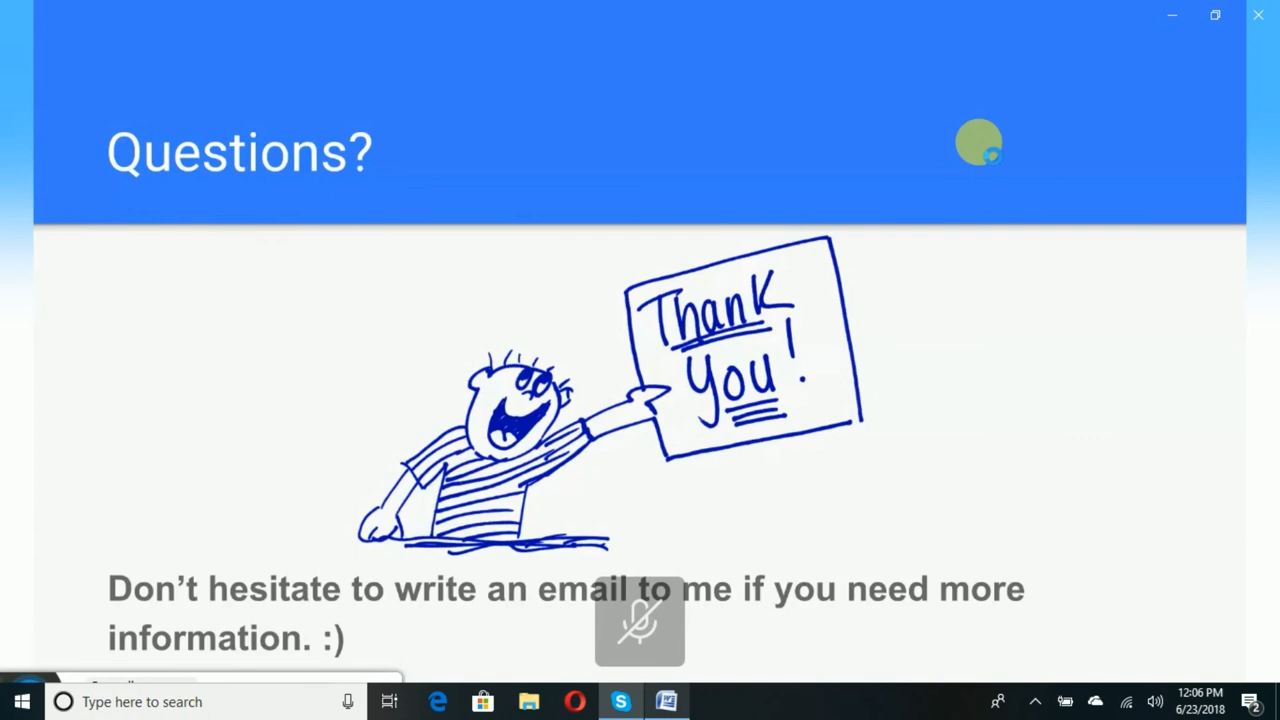 Questions?
Thank
You!
Don't hesitate to write an email to me if you need more
information. :)
Type here to search
12:06 PM
6/23/2018
2